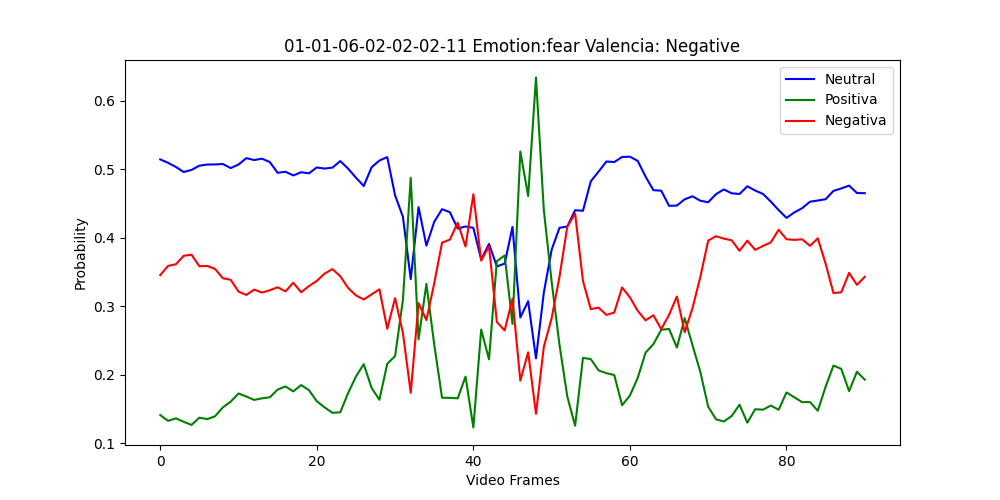 01-01-06-02-02-02-11 Emotion:fear Valencia: Negative
Neutral
Positiva
Negativa
0.6
0.5
0.4
0.3
0.2
0.1
Probability
0 20 40 60 80
Video Frames